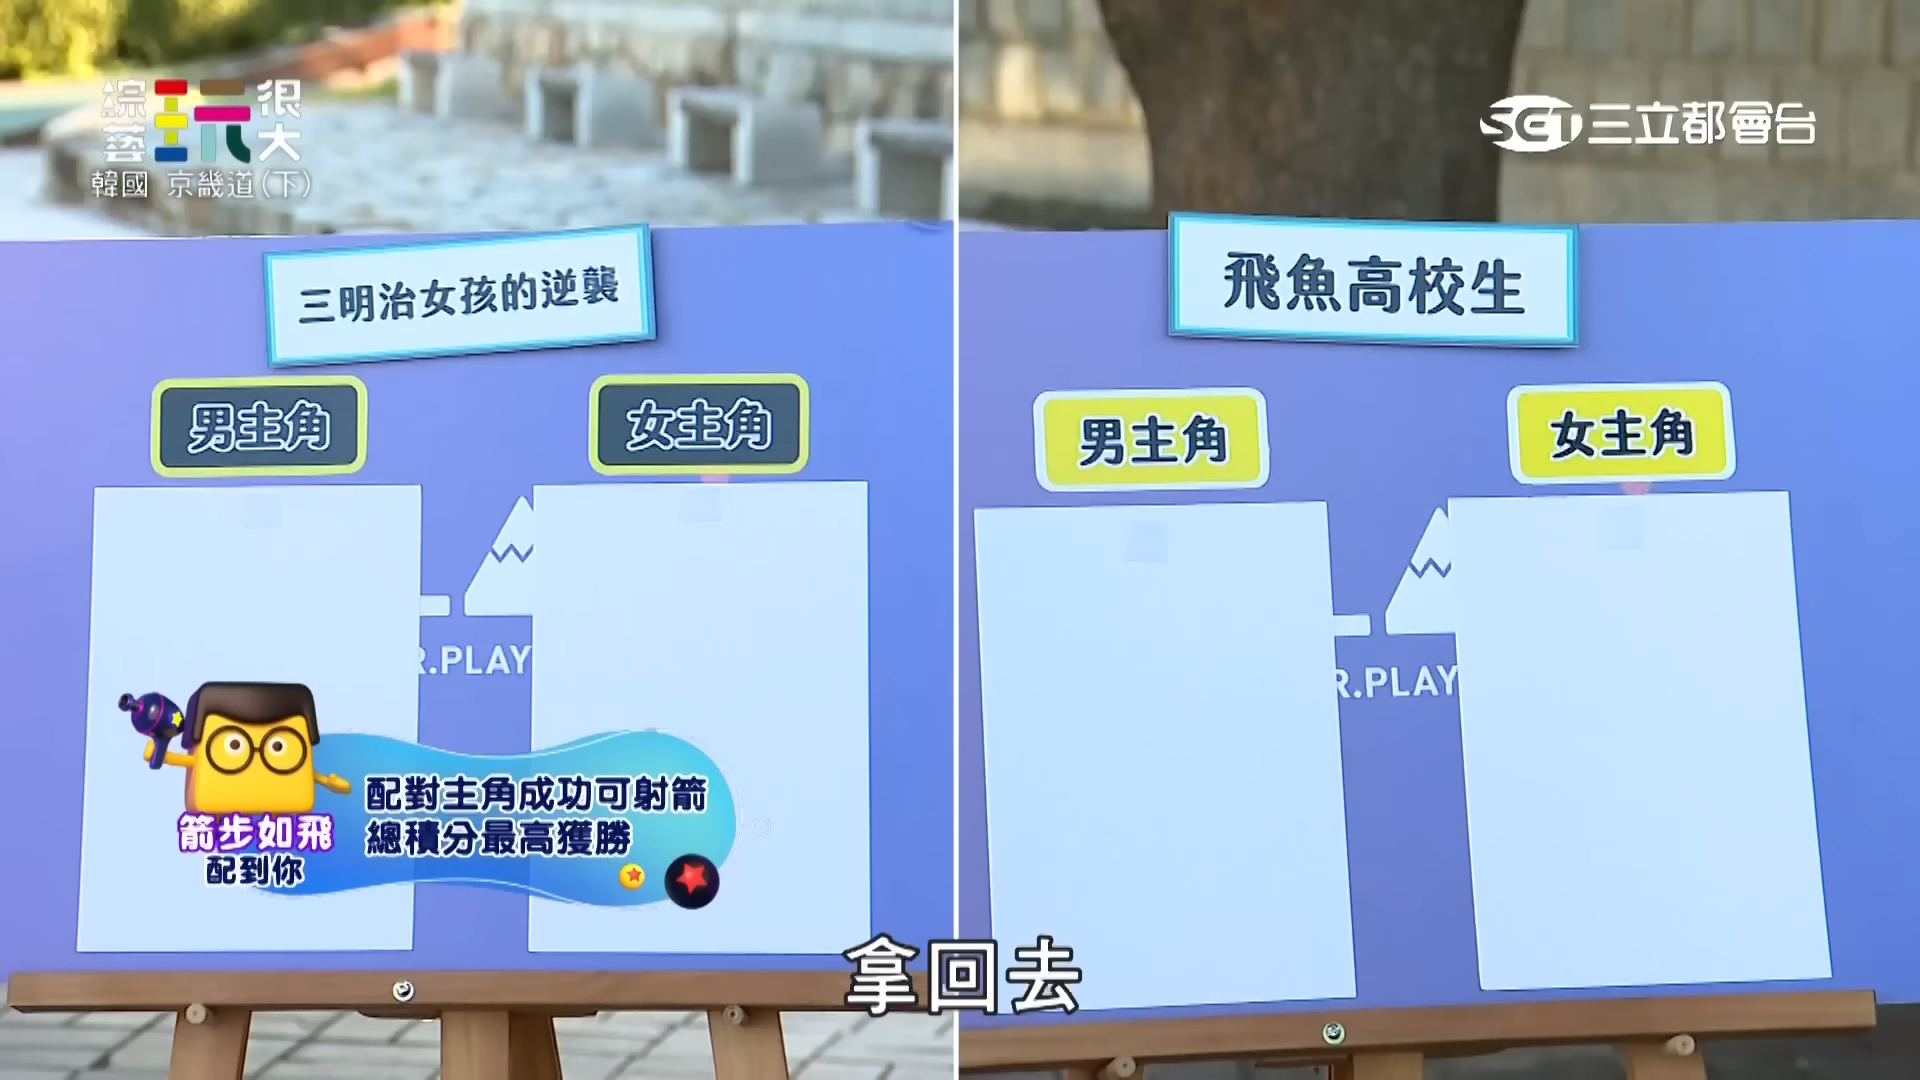 綜藝玩很大
韓國 京畿道(下)
SET三立都會台
三明治女孩的逆襲
男主角
女主角
R.PLAY
飛魚高校生
男主角
女主角
R.PLAY
箭步如飛
配到你
配對主角成功可射箭
總積分最高獲勝
拿回去